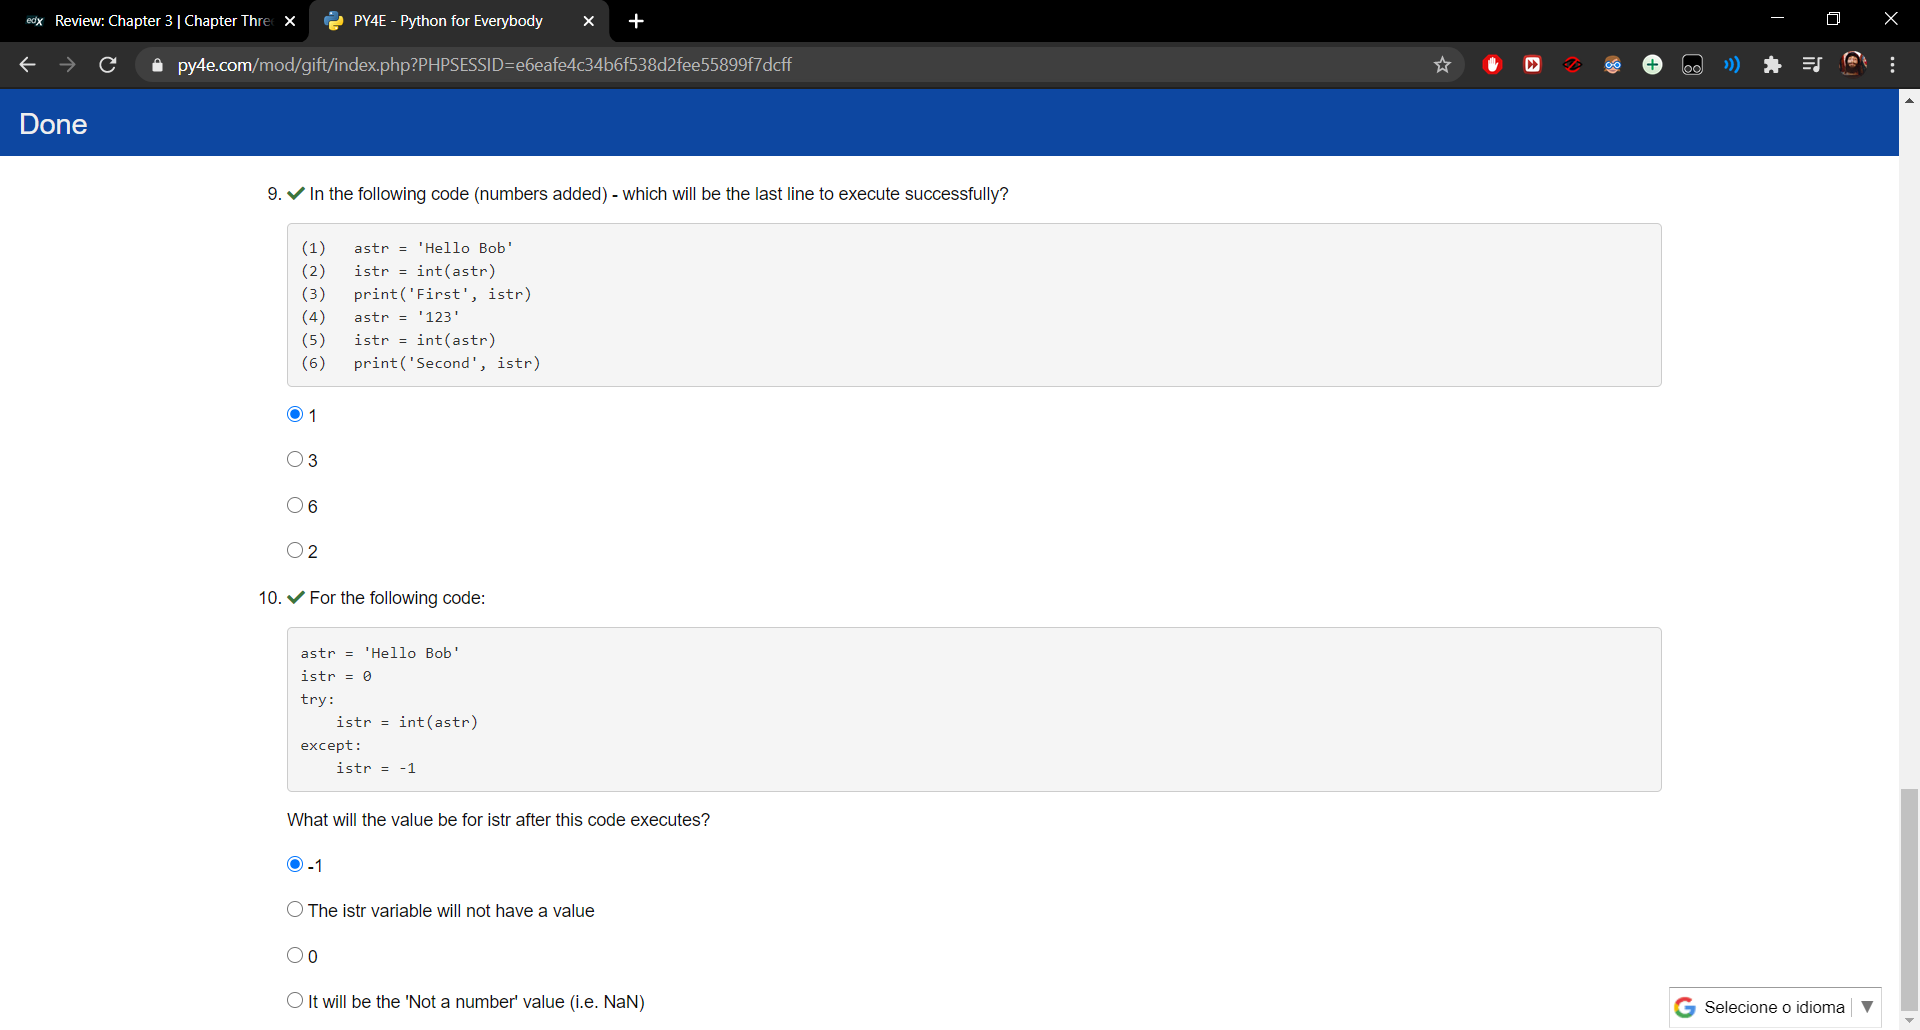 edX Review: Chapter 3 | Chapter Thre
PY4E - Python for Everybody
py4e.com/mod/gift/index.php?PHPSESSID=e6eafe4c34b6f538d2fee55899f7dcff
Done
9. In the following code (numbers added) - which will be the last line to execute successfully?
(1)   astr = 'Hello Bob'
(2)   istr = int(astr)
(3)   print('First', istr)
(4)   astr = '123'
(5)   istr = int(astr)
(6)   print('Second', istr)
1
3
6
2
10. For the following code:
astr = 'Hello Bob'
istr = 0
try:
    istr = int(astr)
except:
    istr = -1
What will the value be for istr after this code executes?
-1
The istr variable will not have a value
0
It will be the 'Not a number' value (i.e. NaN)
Selecione o idioma